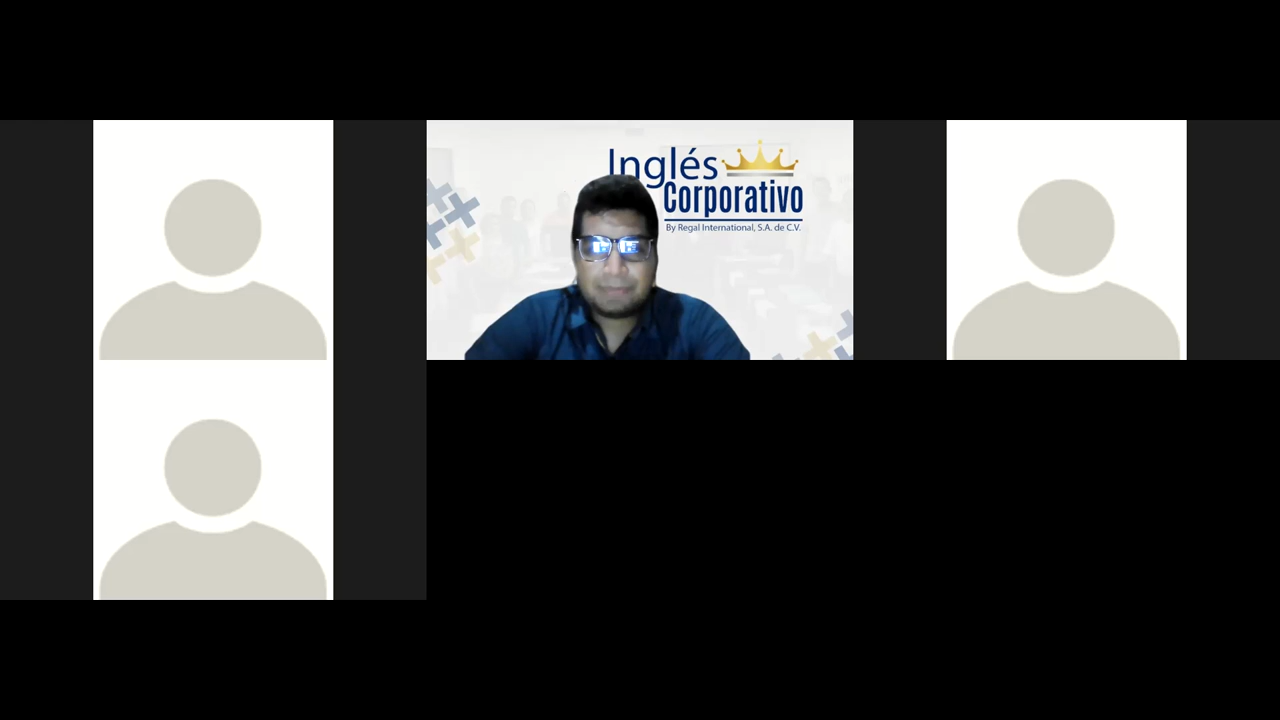 Inglés
Corporativo
By Regal International, S.A. de C.V.